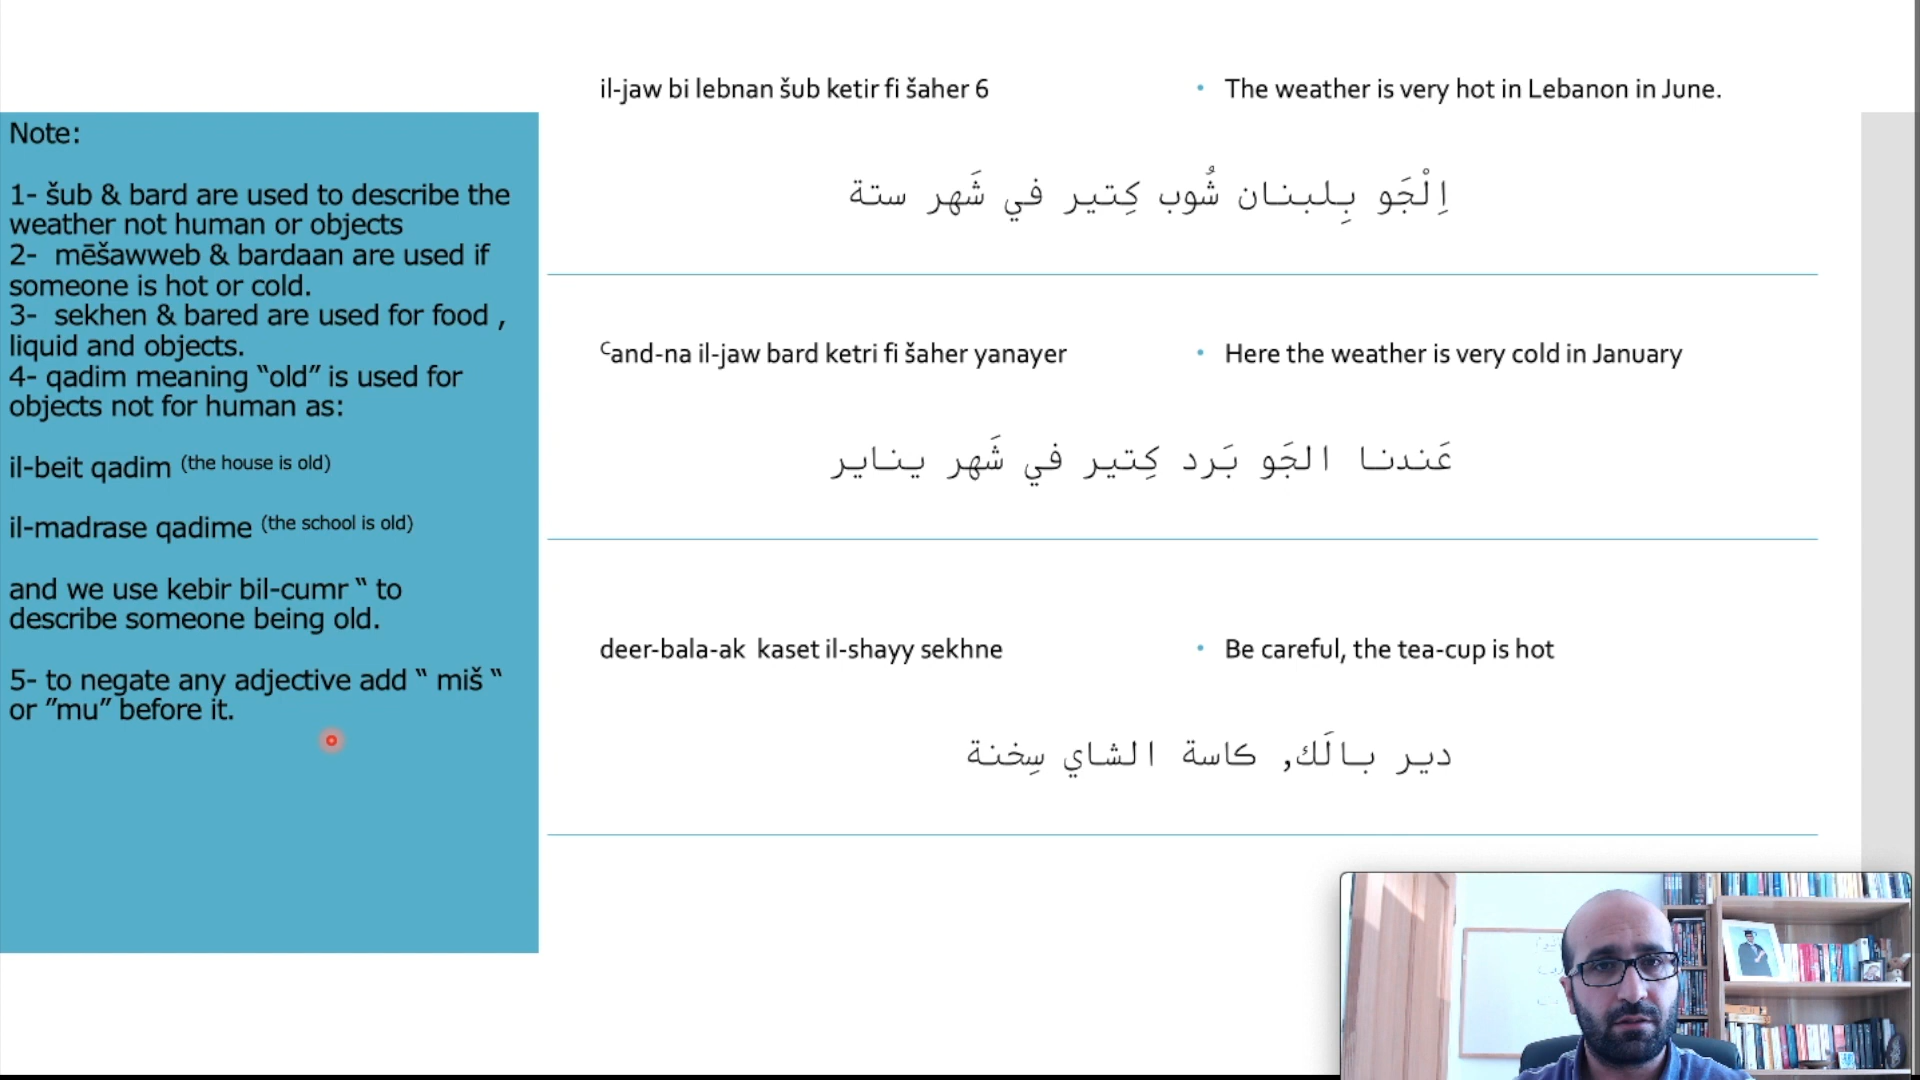 Note:
1- šub & bard are used to describe the
weather not human or objects
2-  mēšawweb & bardaan are used if
someone is hot or cold.
3-  sekhen & bared are used for food ,
liquid and objects.
4- qadim meaning “old” is used for
objects not for human as:
il-beit qadim (the house is old)
il-madrase qadime (the school is old)
and we use kebir bil-cumr “ to
describe someone being old.
5- to negate any adjective add “ miš “
or ”mu” before it.
il-jaw bi lebnan šub ketir fi šaher 6
• The weather is very hot in Lebanon in June.
اِلْجَو بِلبنان شُوب كِتير في شَهر ستة
ᶜand-na il-jaw bard ketri fi šaher yanayer
• Here the weather is very cold in January
عَندنا الجَو بَرد كِتير في شَهر يناير
deer-bala-ak  kaset il-shayy sekhne
• Be careful, the tea-cup is hot
دير بالَك, كاسة الشاي سِخنة